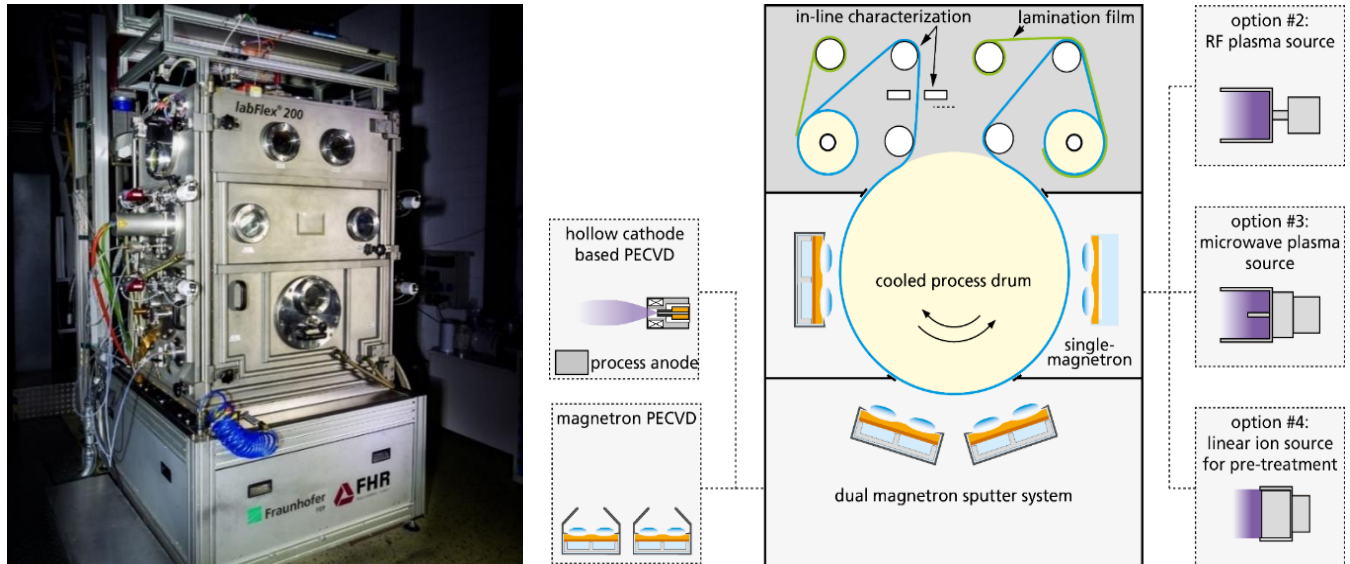 labFlex® 200
Fraunhofer
FEP
FHR
hollow cathode
based PECVD
process anode
magnetron PECVD
in-line characterization
lamination film
cooled process drum
single-
magnetron
dual magnetron sputter system
option #2:
RF plasma source
option #3:
microwave plasma
source
option #4:
linear ion source
for pre-treatment